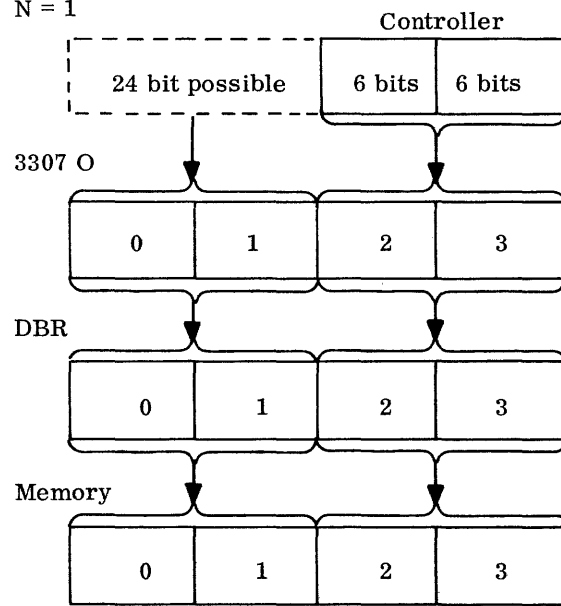 N = 1
Controller
24 bit possible 6 bits 6 bits
3307 O
0 1 2 3
DBR
0 1 2 3
Memory
0 1 2 3